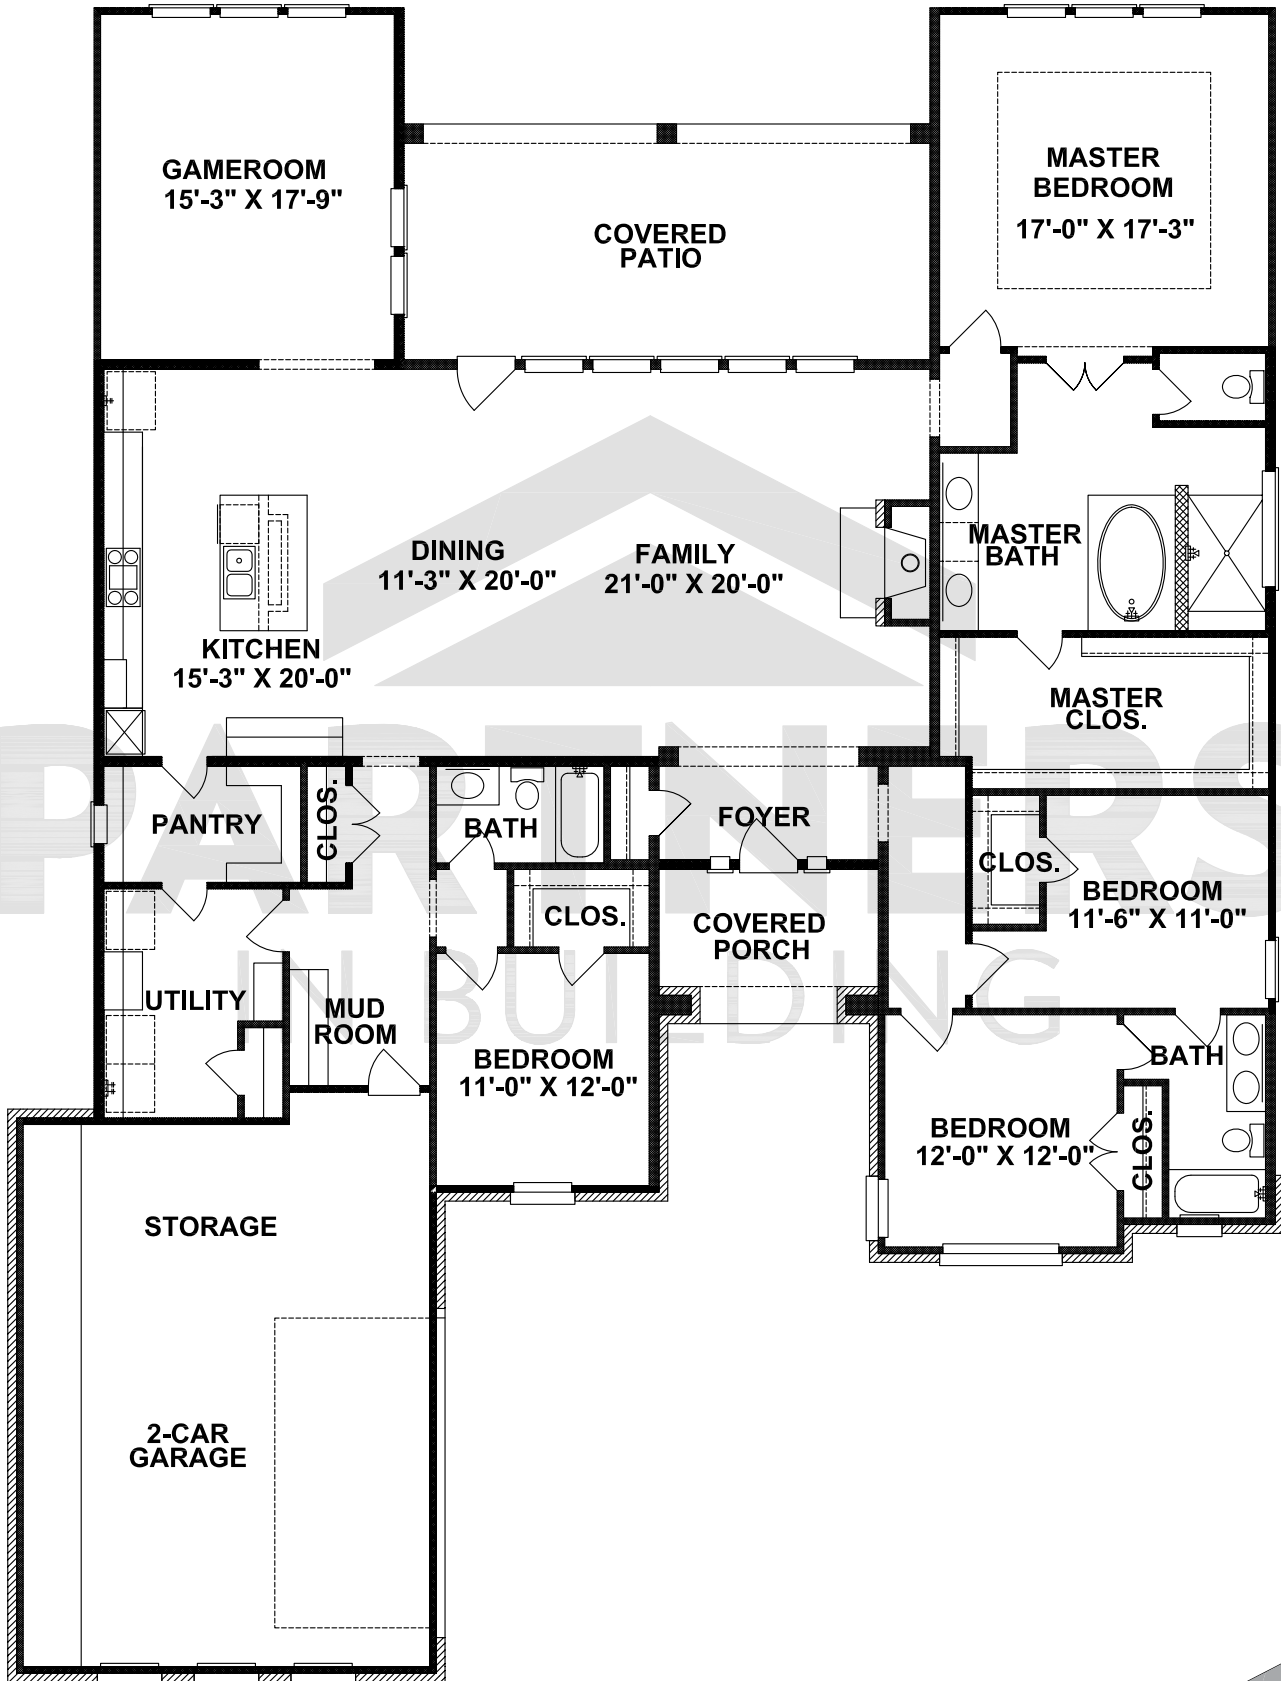 GAMEROOM
15'-3" X 17'-9"
COVERED
PATIO
MASTER
BEDROOM
17'-0" X 17'-3"
DINING
11'-3" X 20'-0"
FAMILY
21'-0" X 20'-0"
MASTER
BATH
KITCHEN
15'-3" X 20'-0"
MASTER
CLOS.
PARTNERS
IN BUILDING
PANTRY
CLOS.
BATH
FOYER
CLOS.
BEDROOM
11'-6" X 11'-0"
CLOS.
COVERED
PORCH
UTILITY
MUD
ROOM
BEDROOM
11'-0" X 12'-0"
BATH
BEDROOM
12'-0" X 12'-0"
CLOS.
STORAGE
2-CAR
GARAGE